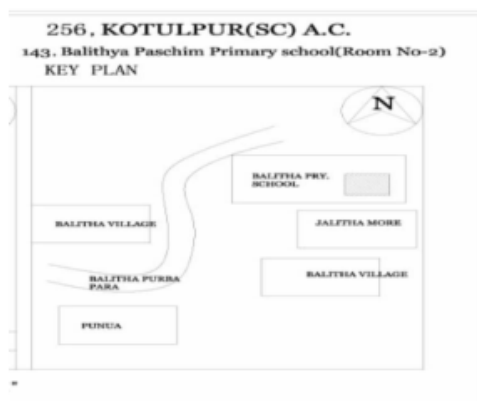 256, KOTULPUR(SC) A.C.
143. Balithya Paschim Primary school(Room No-2)
KEY PLAN
N
BALITHA PRY.
SCHOOL
BALITHA VILLAGE
JALITHA MORE
BALITHA PURBA
PARA
BALITHA VILLAGE
PUNUA